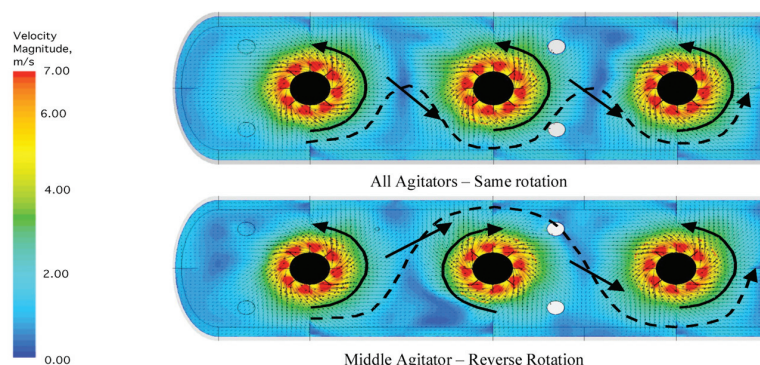 Velocity
Magnitude,
m/s
7.00
6.00
4.00
2.00
0.00
All Agitators – Same rotation
Middle Agitator – Reverse Rotation